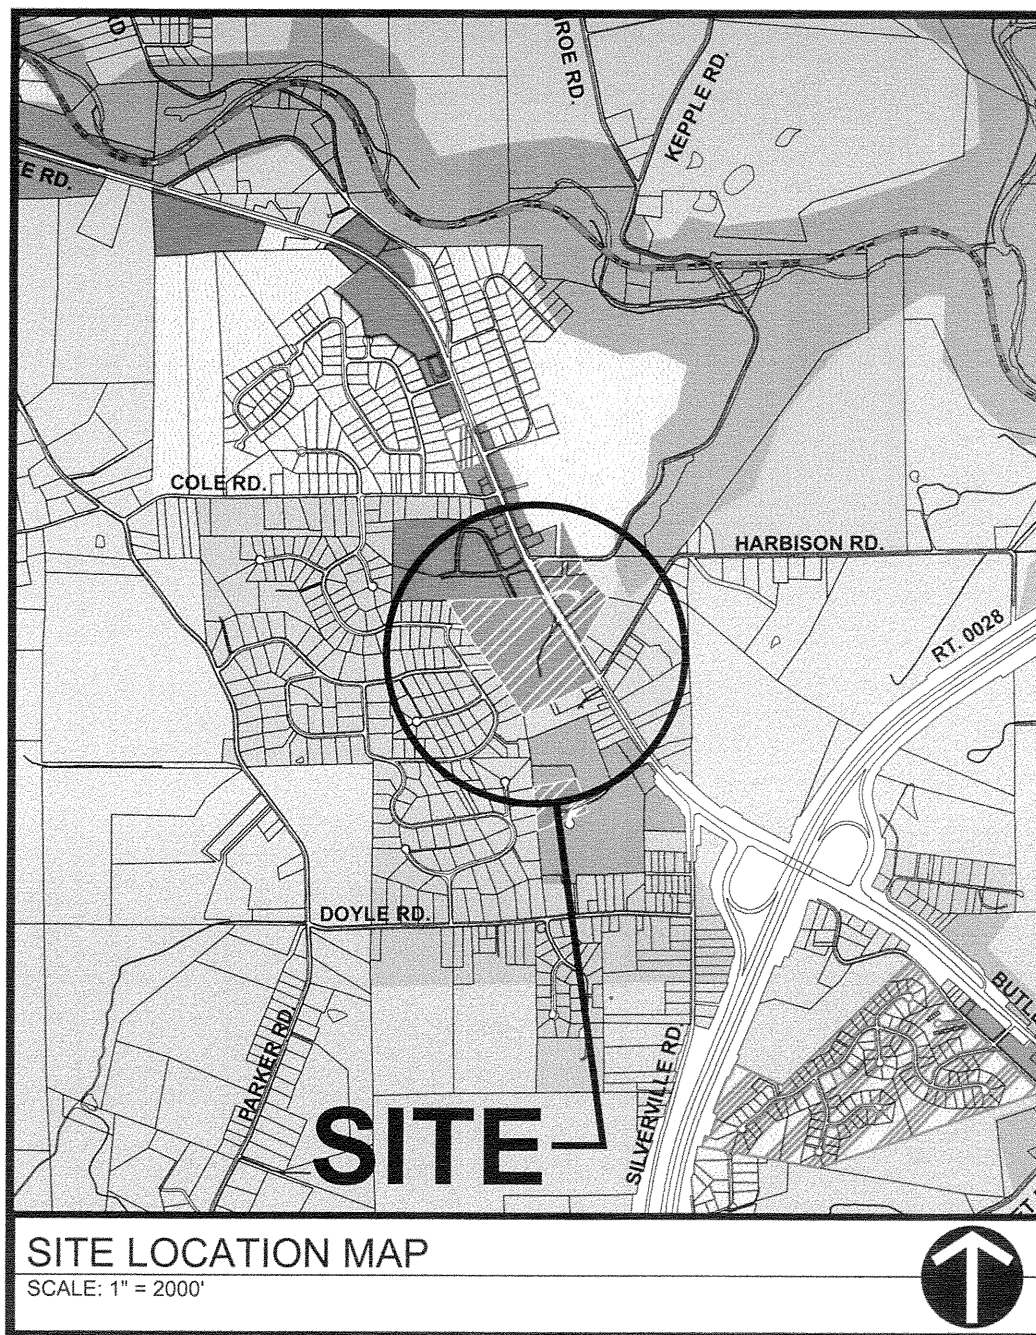 ROE RD.
KEPPLE RD.
E RD.
COLE RD.
HARBISON RD.
RT. 0028
DOYLE RD.
PARKER RD.
SILVERVILLE RD.
SITE
SITE LOCATION MAP
SCALE: 1" = 2000'